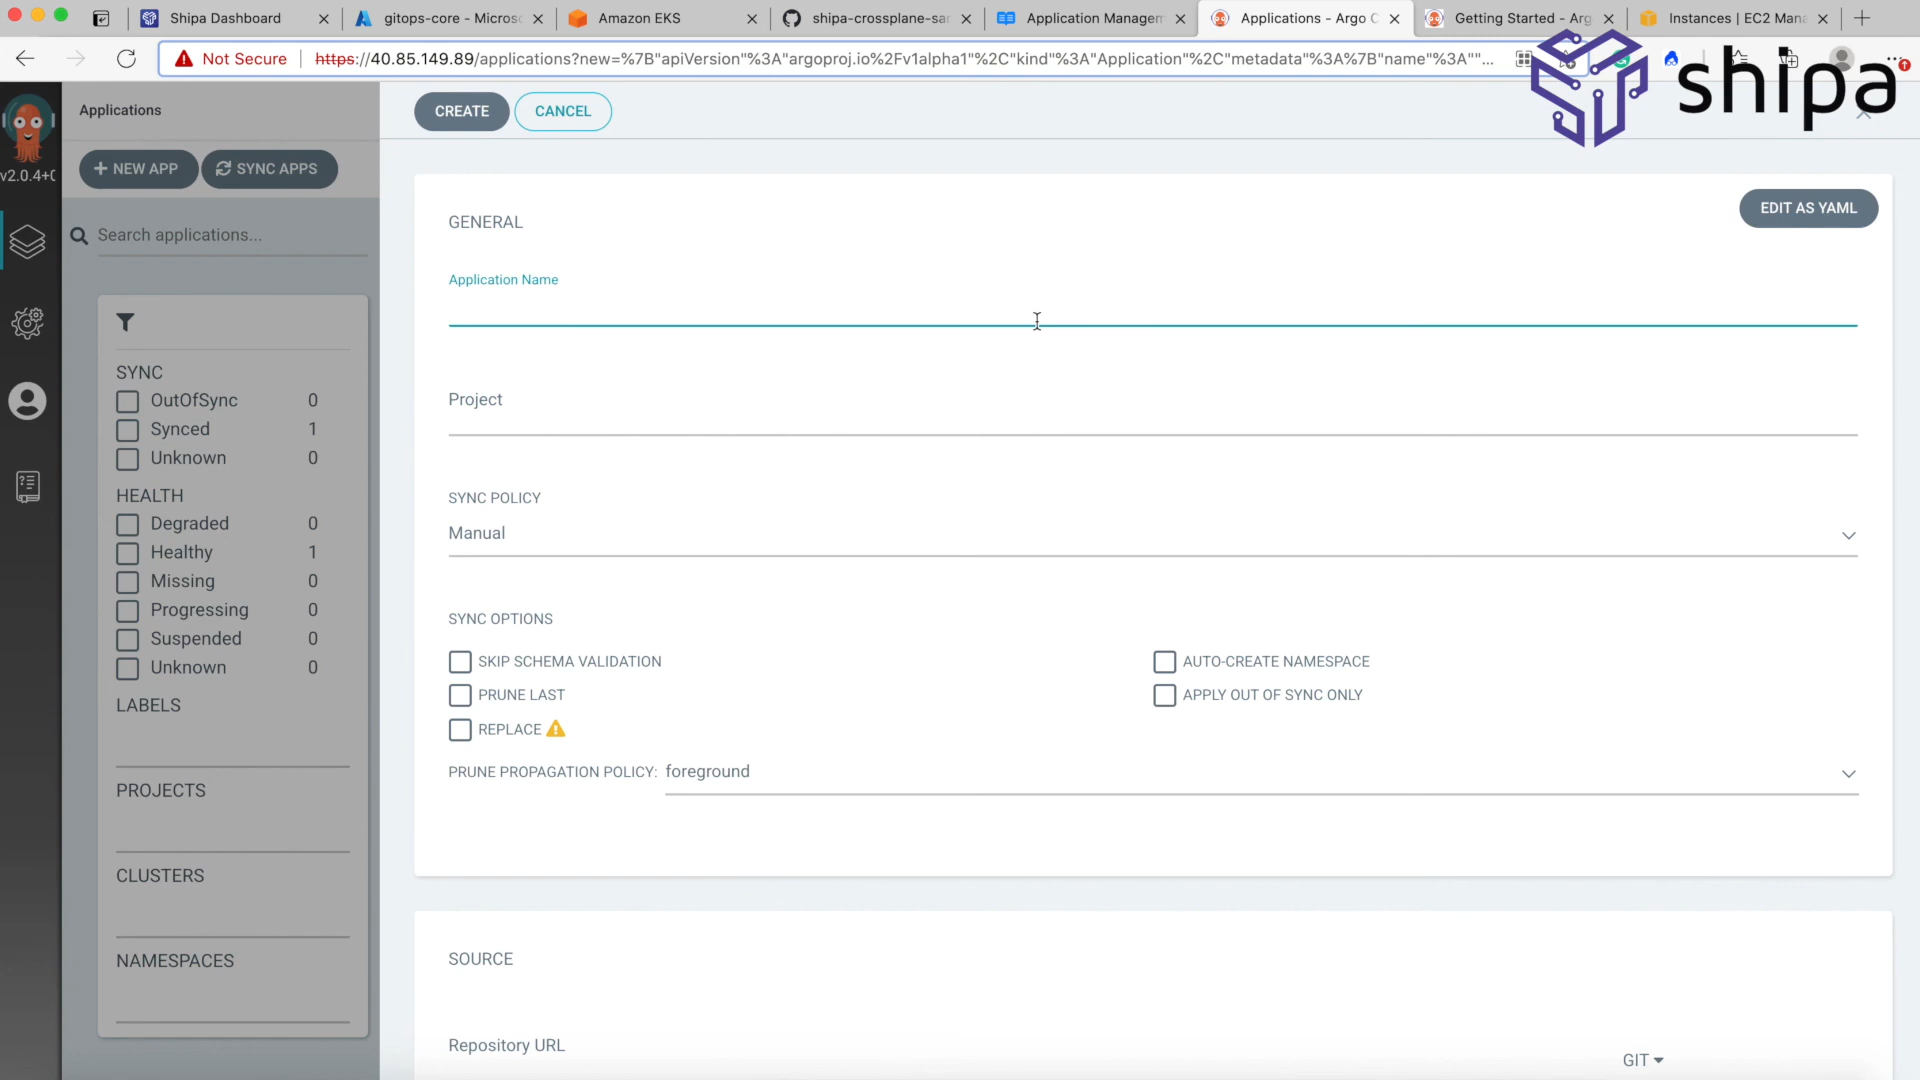 Shipa Dashboard
gitops-core - Micros
Amazon EKS
shipa-crossplane-sar
Application Managem
Applications - Argo C
Getting Started - Arg
Instances | EC2 Mana
Not Secure
https://40.85.149.89/applications?new=%7B"apiVersion"%3A"argoproj.io%2Fv1alpha1"%2C"kind"%3A"Application"%2C"metadata"%3A%7B"name"%3A""...
shipa
v2.0.4+
Applications
CREATE
CANCEL
NEW APP
SYNC APPS
Search applications...
SYNC
OutOfSync 0
Synced 1
Unknown 0
HEALTH
Degraded 0
Healthy 1
Missing 0
Progressing 0
Suspended 0
Unknown 0
LABELS
PROJECTS
CLUSTERS
NAMESPACES
GENERAL
EDIT AS YAML
Application Name
Project
SYNC POLICY
Manual
SYNC OPTIONS
SKIP SCHEMA VALIDATION
AUTO-CREATE NAMESPACE
PRUNE LAST
APPLY OUT OF SYNC ONLY
REPLACE
PRUNE PROPAGATION POLICY: foreground
SOURCE
Repository URL
GIT